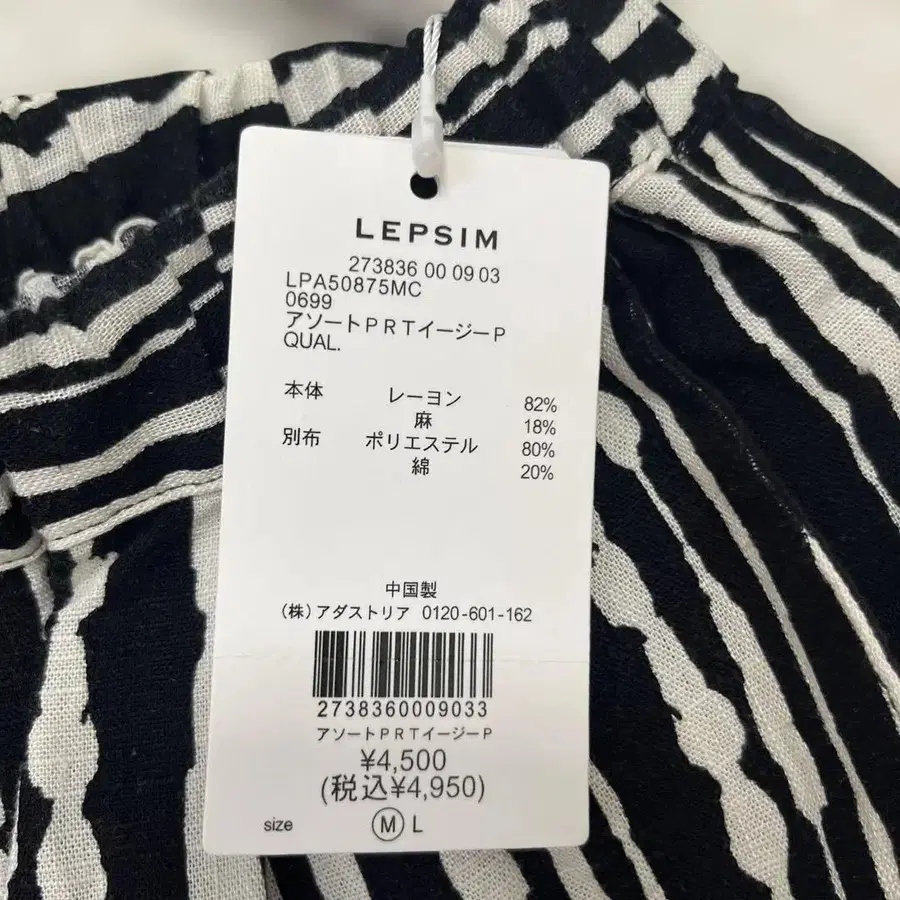 LEPSIM
273836 00 09 03
LPA50875MC
0699
アソートPRTイージーP
QUAL.
本体 レーヨン 82%
麻 18%
別布 ポリエステル 80%
綿 20%
中国製
(株)アダストリア 0120-601-162
2738360009033
アソートPRTイージーP
¥4,500
(税込¥4,950)
size M L